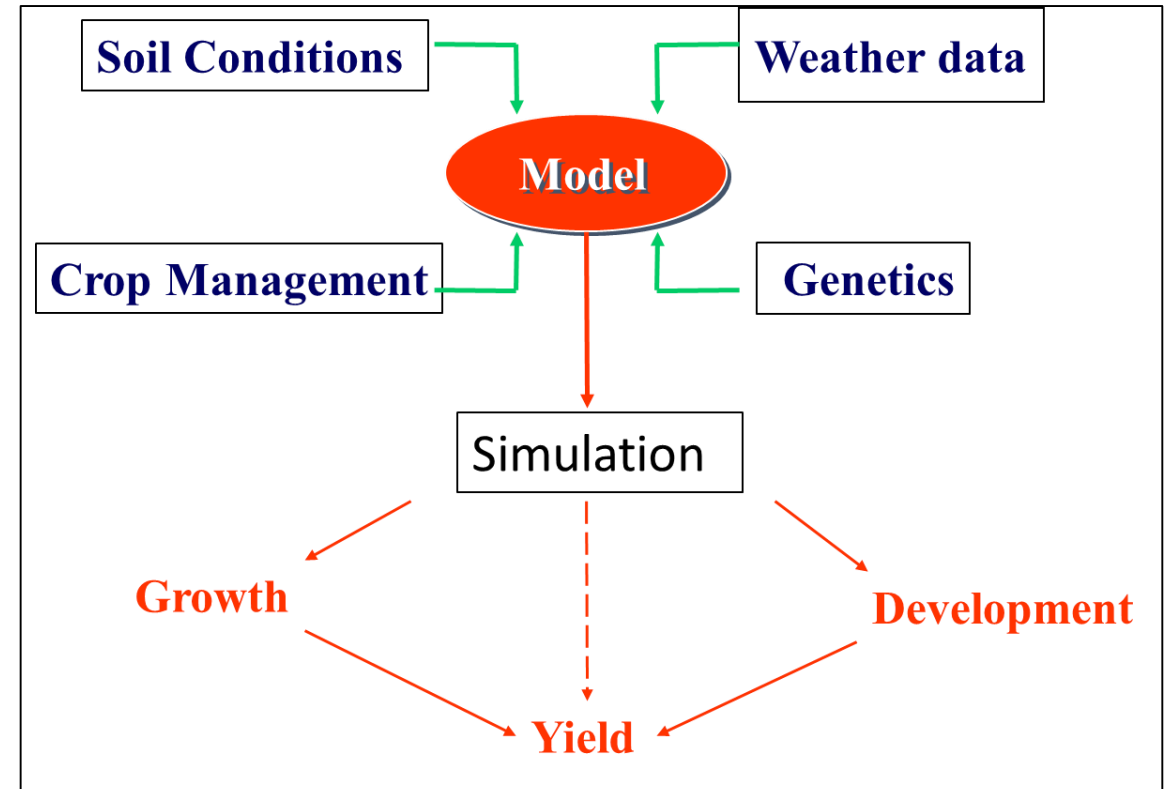 Soil Conditions
Weather data
Model
Crop Management
Genetics
Simulation
Growth
Development
Yield